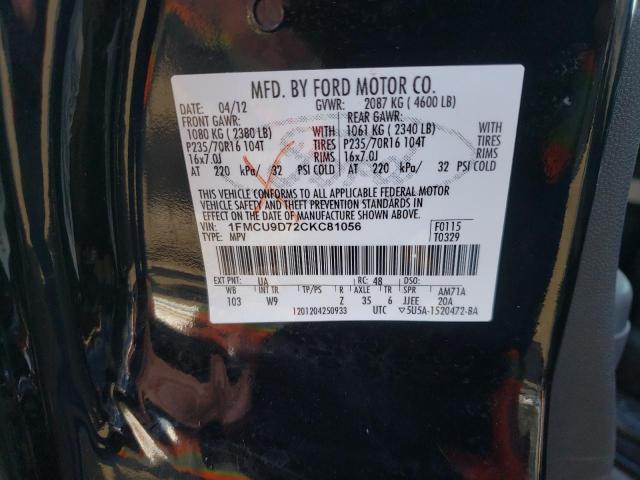 MFD. BY FORD MOTOR CO.
DATE: 04/12 GVWR: 2087 KG (4600 LB)
FRONT GAWR: REAR GAWR:
1080 KG (2380 LB) WITH 1061 KG (2340 LB) WITH
P235/70R16 104T TIRES P235/70R16 104T TIRES
16x7.0J RIMS 16x7.0J RIMS
AT 220 kPa/ 32 PSI COLD AT 220 kPa/ 32 PSI COLD
THIS VEHICLE CONFORMS TO ALL APPLICABLE FEDERAL MOTOR
VEHICLE SAFETY AND THEFT PREVENTION STANDARDS IN
EFFECT ON THE DATE OF MANUFACTURE SHOWN ABOVE.
VIN: 1FMCU9D72CKC81056 F0115
TYPE: MPV T0329
EXT PNT: UA RC: 48 DSO:
WB INT TR TP/PS R AXLE TR SPR AM71A
103 W9 Z 35 6 JJEE 20A
1201204250933 UTC ▽5U5A-1520472-BA